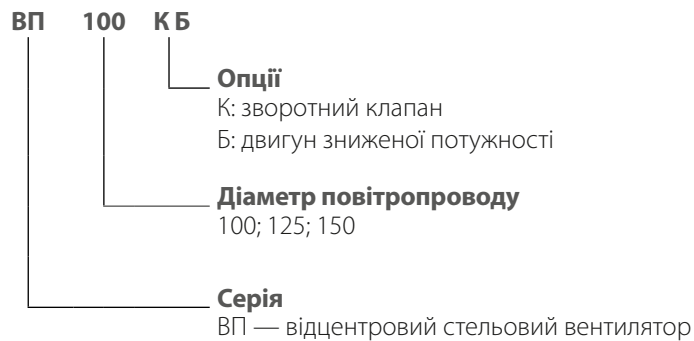 ВП 100 К Б
Опції
К: зворотний клапан
Б: двигун зниженої потужності
Діаметр повітропроводу
100; 125; 150
Серія
ВП — відцентровий стельовий вентилятор